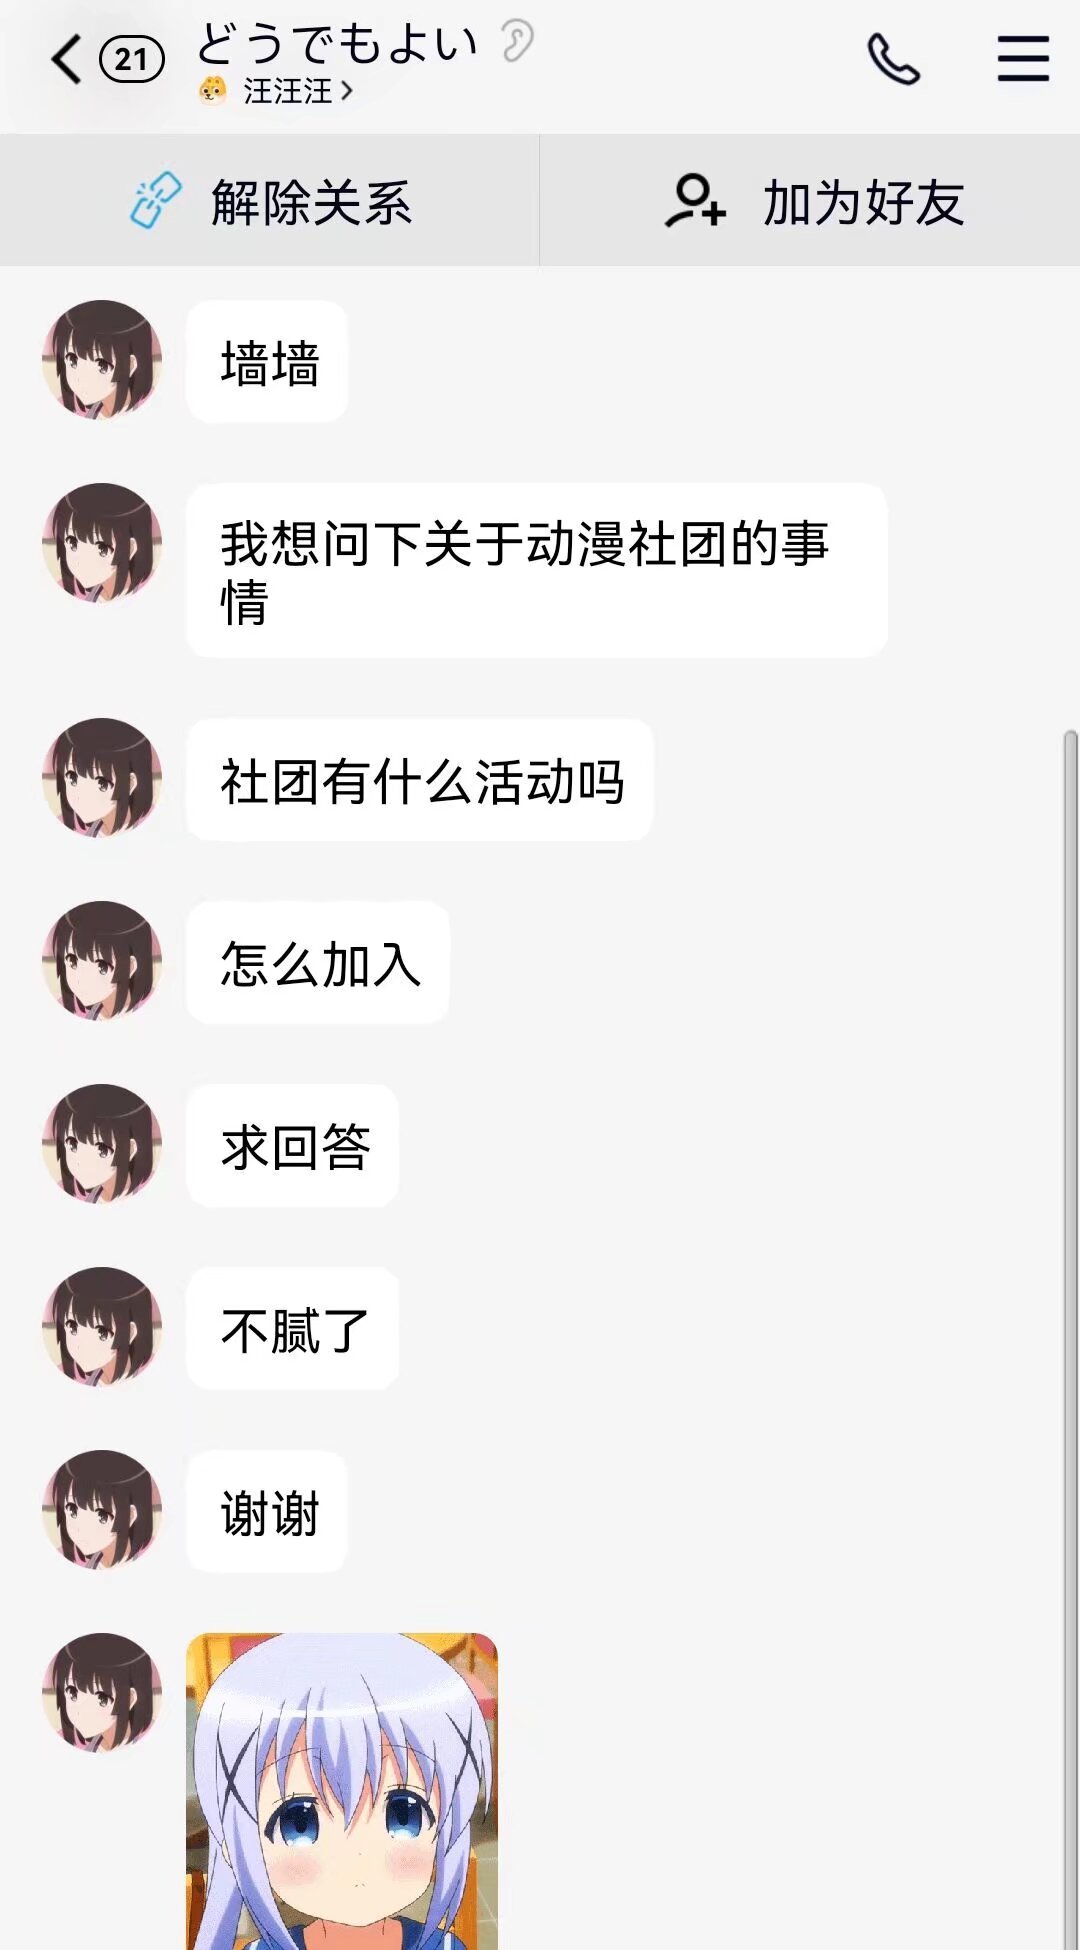 21
どうでもよい
汪汪汪
解除关系
加为好友
墙墙
我想问下关于动漫社团的事
情
社团有什么活动吗
怎么加入
求回答
不腻了
谢谢